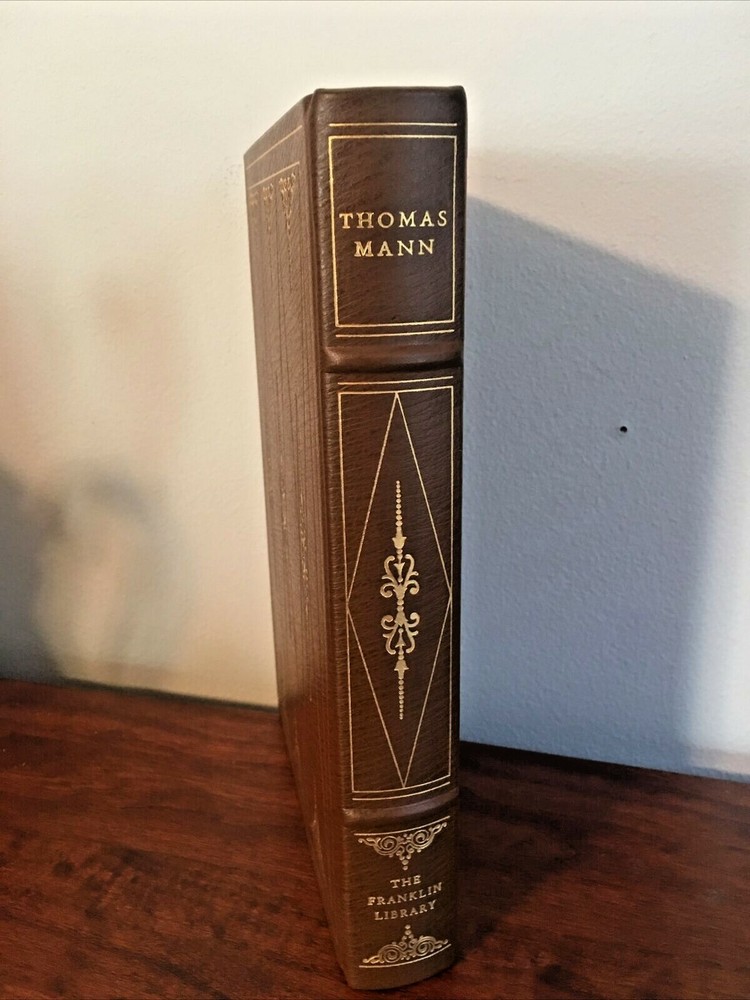 THOMAS
MANN
THE
FRANKLIN
LIBRARY